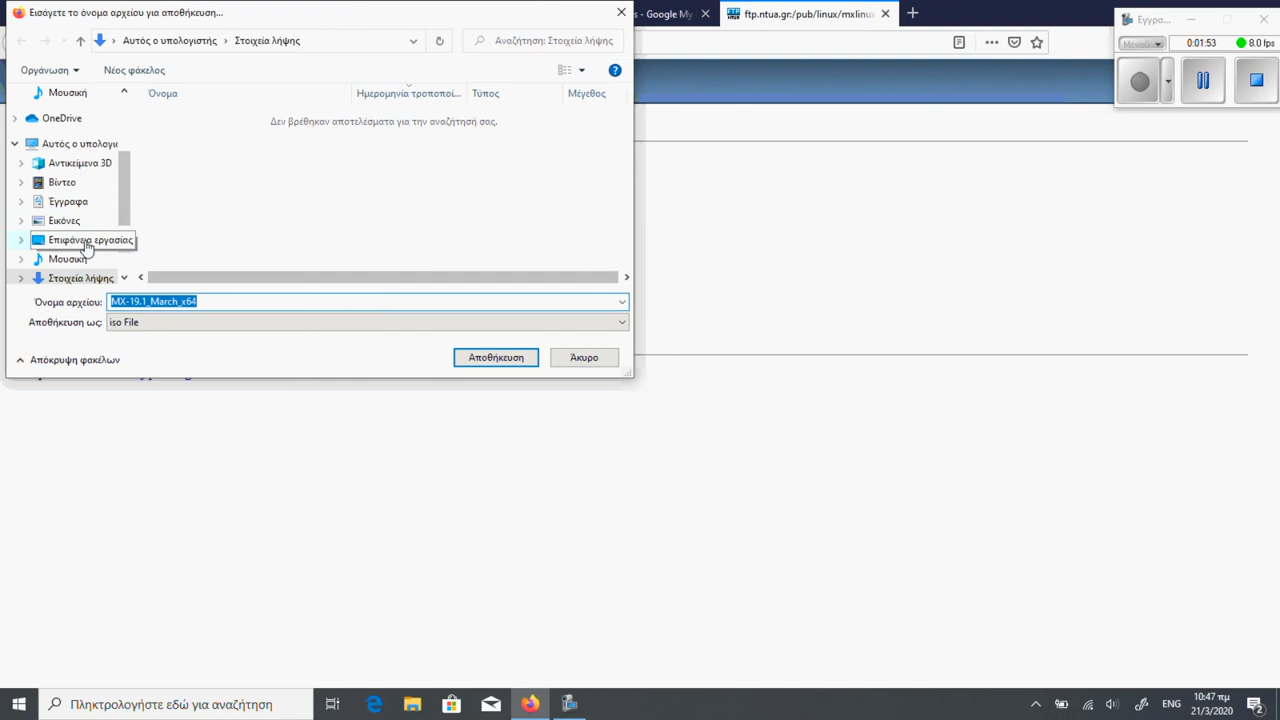 Εισάγετε το όνομα αρχείου για αποθήκευση...
s - Google My
ftp.ntua.gr:/pub/linux/mxlinux
Εγγρα...
Αυτός ο υπολογιστής
Στοιχεία λήψης
Αναζήτηση: Στοιχεία λήψης
Μενού
0:01:53
8.0 fps
Οργάνωση
Νέος φάκελος
Μουσική
Όνομα
Ημερομηνία τροποποί...
Τύπος
Μέγεθος
OneDrive
Δεν βρέθηκαν αποτελέσματα για την αναζήτησή σας.
Αυτός ο υπολογι
Αντικείμενα 3D
Βίντεο
Έγγραφα
Εικόνες
Επιφάνεια εργασίας
Μουσική
Στοιχεία λήψης
Όνομα αρχείου:
MX-19.1_March_x64
Αποθήκευση ως:
iso File
Απόκρυψη φακέλων
Αποθήκευση
Άκυρο
Πληκτρολογήστε εδώ για αναζήτηση
ENG
10:47 πμ
21/3/2020
2